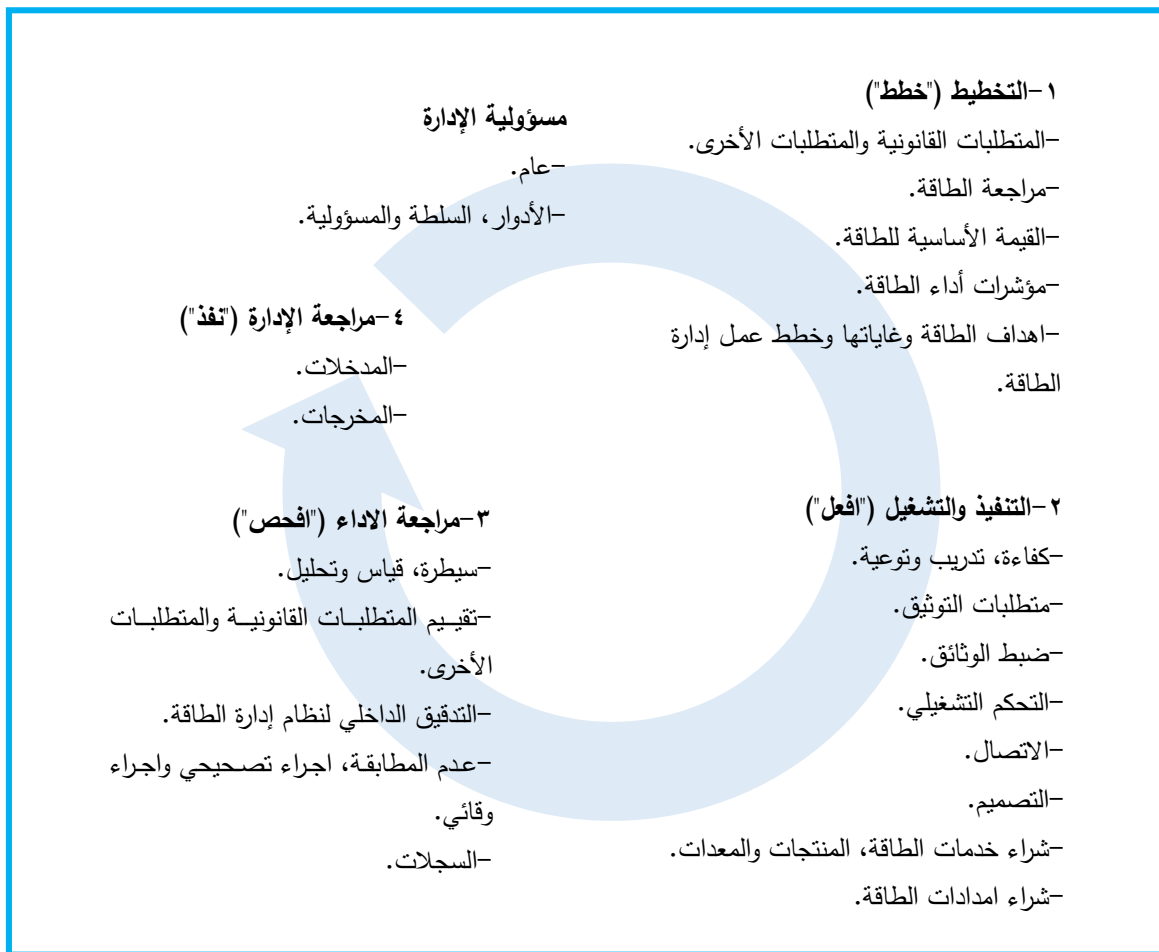 ١-التخطيط ("خطط")
-المتطلبات القانونية والمتطلبات الأخرى.
-مراجعة الطاقة.
-القيمة الأساسية للطاقة.
-مؤشرات أداء الطاقة.
-اهداف الطاقة وغاياتها وخطط عمل إدارة
الطاقة.
مسؤولية الإدارة
-عام.
-الأدوار، السلطة والمسؤولية.
٤-مراجعة الإدارة ("نفذ")
-المدخلات.
-المخرجات.
٢-التنفيذ والتشغيل ("افعل")
-كفاءة، تدريب وتوعية.
-متطلبات التوثيق.
-ضبط الوثائق.
-التحكم التشغيلي.
-الاتصال.
-التصميم.
-شراء خدمات الطاقة، المنتجات والمعدات.
-شراء امدادات الطاقة.
٣-مراجعة الاداء ("افحص")
-سيطرة، قياس وتحليل.
-تقييم المتطلبات القانونية والمتطلبات
الأخرى.
-التدقيق الداخلي لنظام إدارة الطاقة.
-عدم المطابقة، اجراء تصحيحي واجراء
وقائي.
-السجلات.